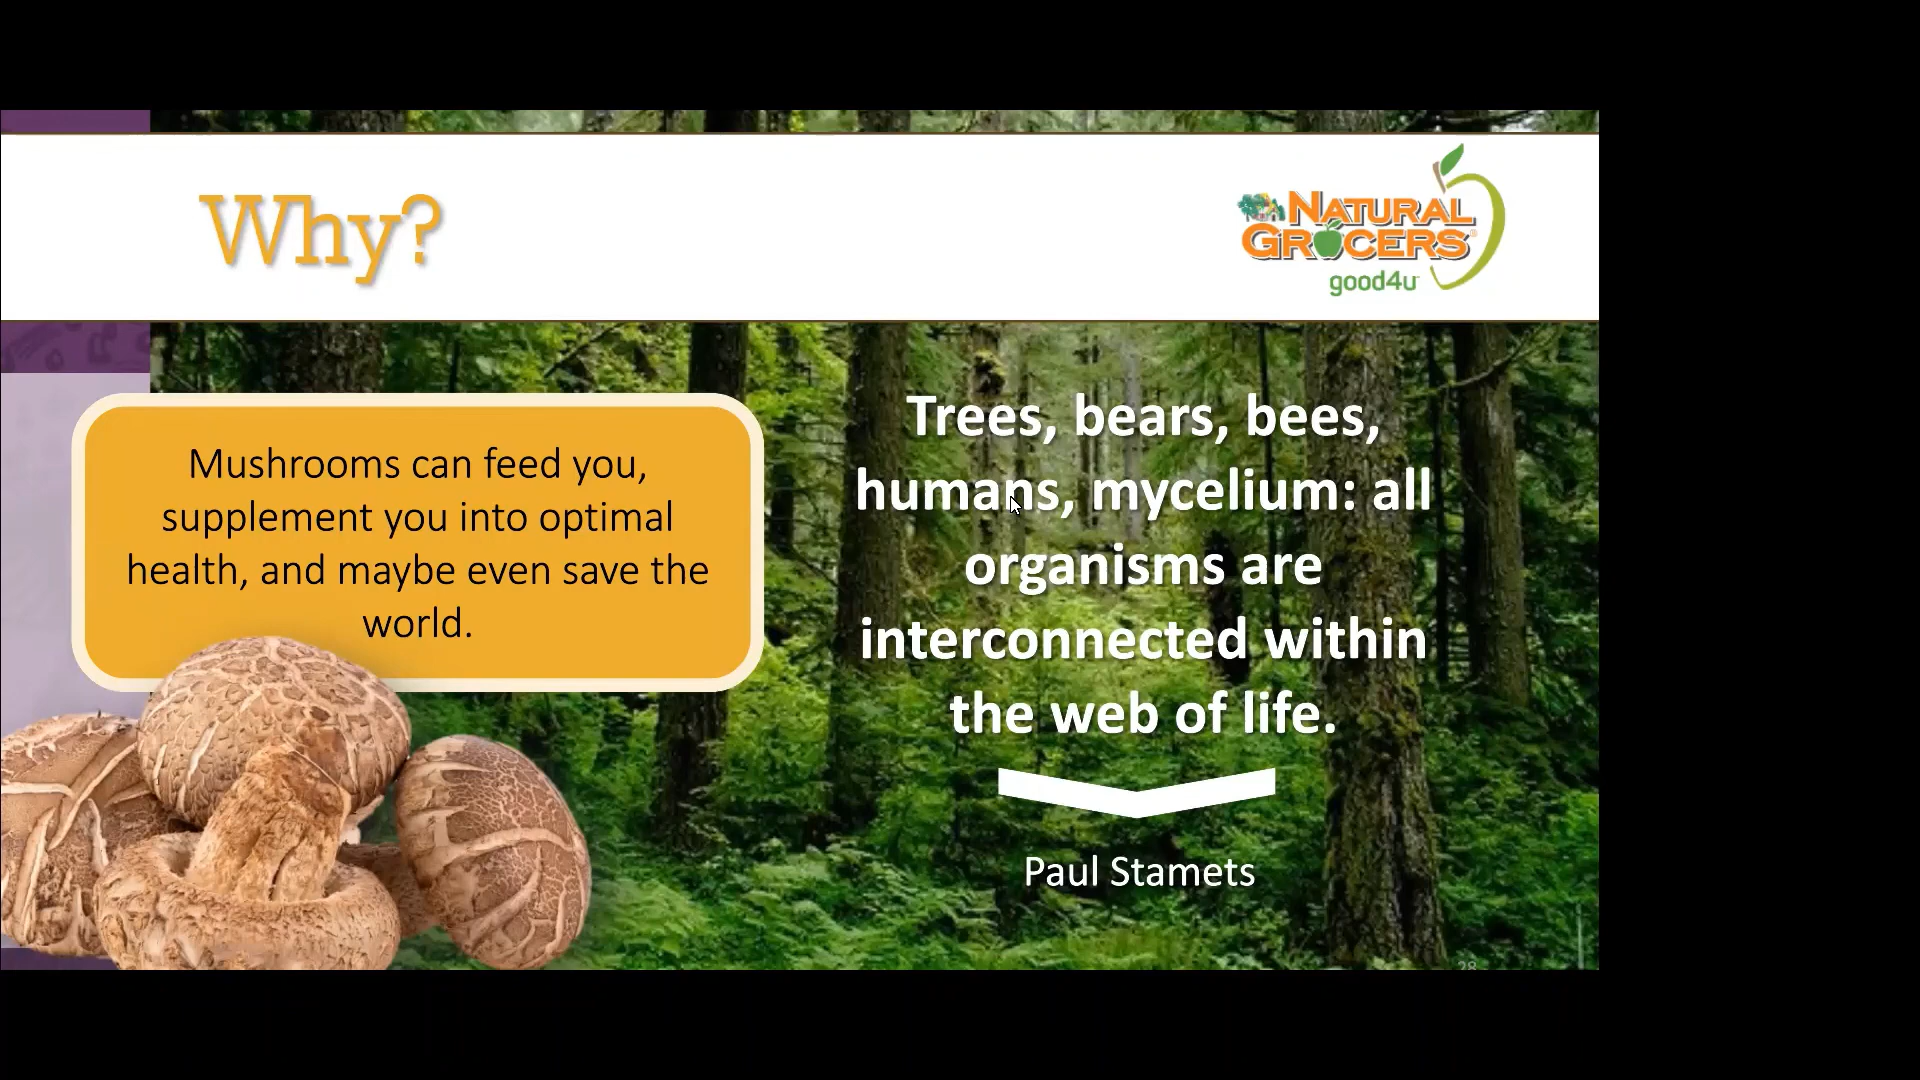 Why?
NATURAL
GROCERS
good4u
Mushrooms can feed you,
supplement you into optimal
health, and maybe even save the
world.
Trees, bears, bees,
humans, mycelium: all
organisms are
interconnected within
the web of life.
Paul Stamets
28